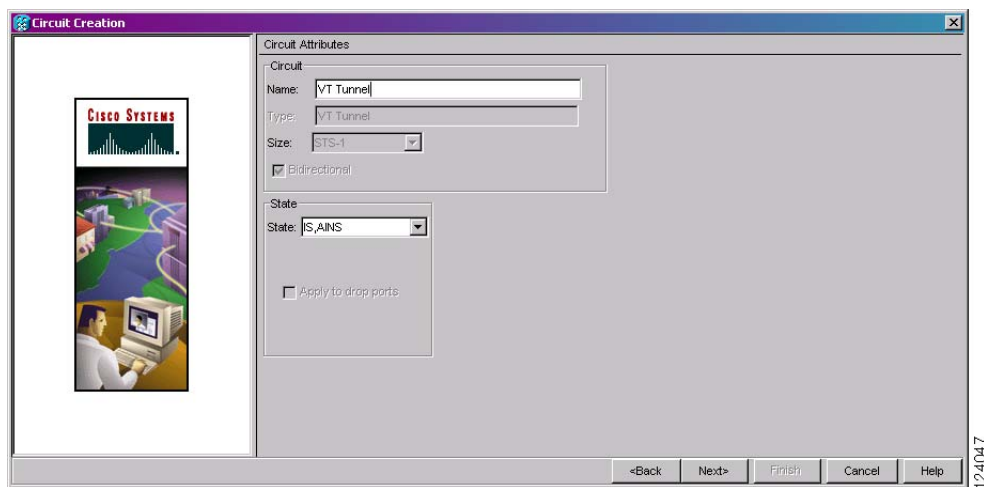 Circuit Creation
CISCO SYSTEMS
Circuit Attributes
Circuit
Name: VT Tunnel
Type: VT Tunnel
Size: STS-1
Bidirectional
State
State: IS,AINS
Apply to drop ports
<Back Next> Finish Cancel Help
124047